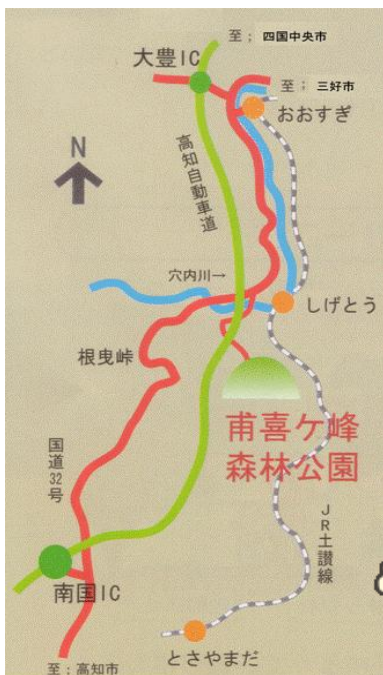 至；四国中央市
大豊IC
至；三好市
おおすぎ
N
高知自動車道
穴内川→
しげとう
根曳峠
甫喜ケ峰
森林公園
国道32号
JR土讃線
南国IC
とさやまだ
至；高知市